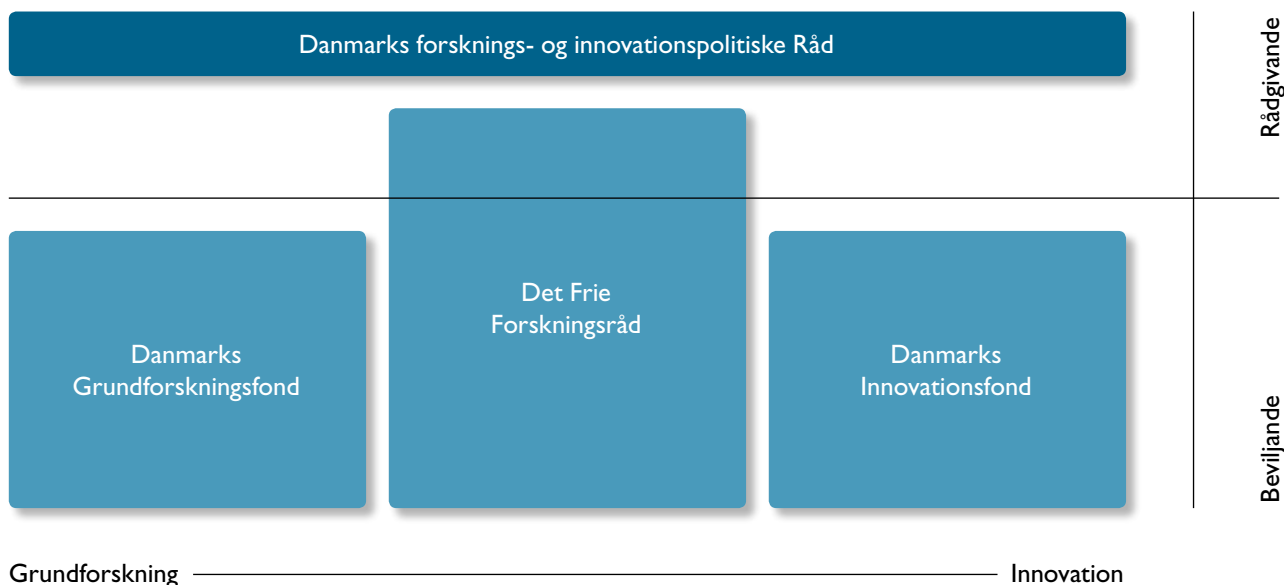 Danmarks forsknings- og innovationspolitiske Råd
Rådgivande
Det Frie
Forskningsråd
Danmarks
Grundforskningsfond
Danmarks
Innovationsfond
Beviljande
Grundforskning
Innovation